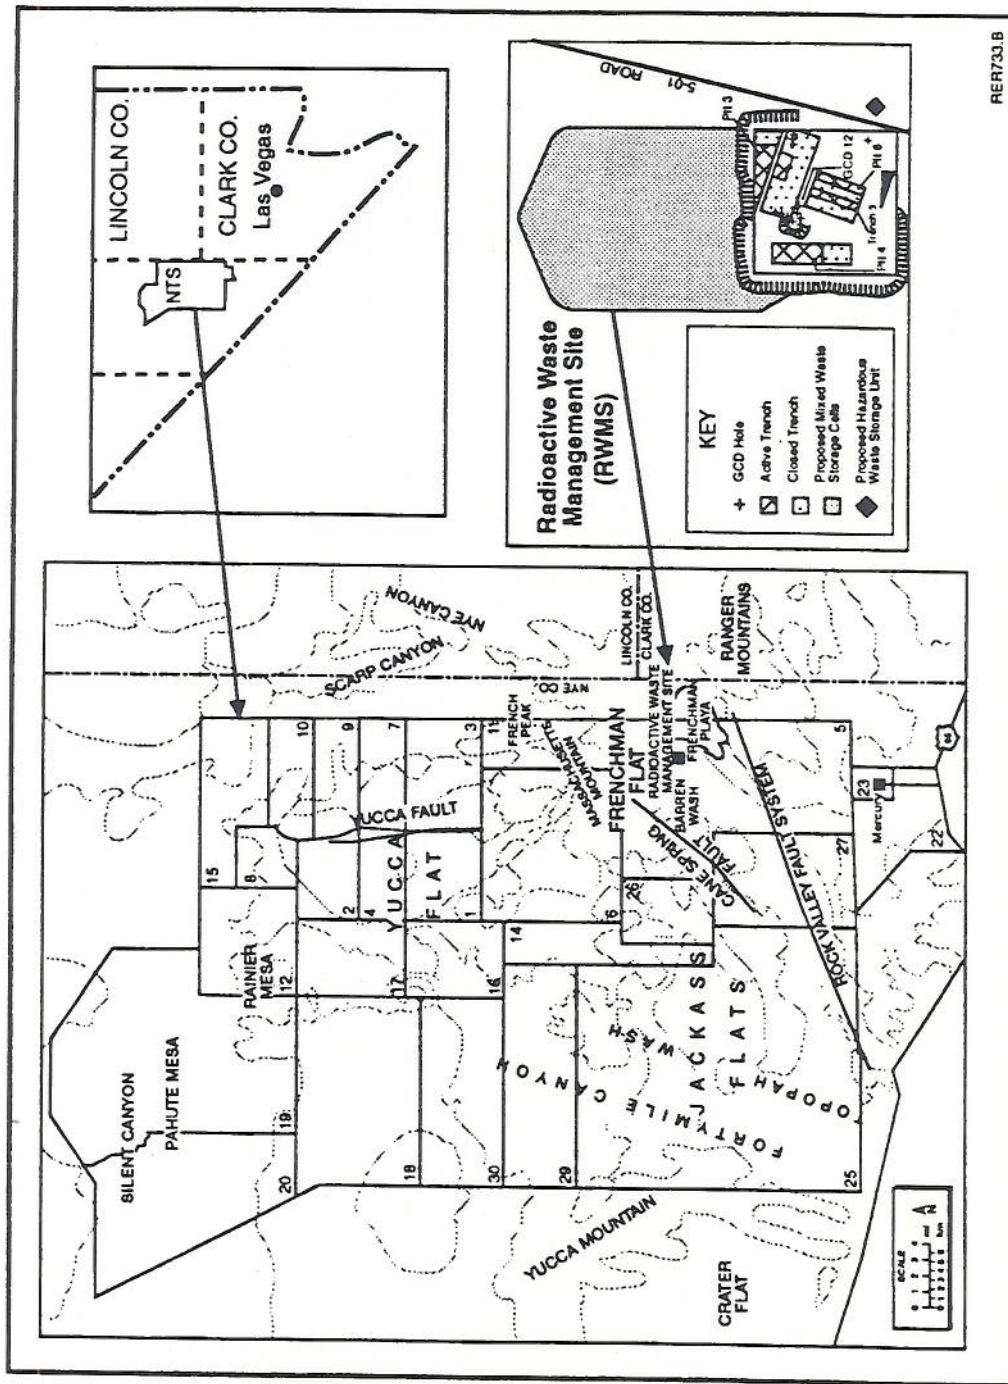 LINCOLN CO.
NTS
CLARK CO.
Las Vegas
ROAD
5-01
Radioactive Waste
Management Site
(RWMS)
Pit 3
GCD 12
Pit 6
Trench 3
Pit 4
KEY
GCD Hole
Active Trench
Closed Trench
Proposed Mixed Waste
Storage Cells
Proposed Hazardous
Waste Storage Unit
RER733.B
SILENT CANYON
PAHUTE MESA
19
20
RAINIER
MESA
12
15
8
10
9
7
3
11
2
4
1
17
18
16
30
29
14
6
26
5
23
22
27
25
YUCCA FAULT
YUCCA
FLAT
SCARP CANYON
NYE CANYON
FRENCH
PEAK
NYE CO.
LINCOLN CO.
CLARK CO.
MASSACHUSETTS
MOUNTAIN
FRENCHMAN
FLAT
RADIOACTIVE WASTE
MANAGEMENT SITE
FRENCHMAN
PLAYA
BARREN
WASH
RANGER
MOUNTAINS
CANE SPRING
FAULT
ROCK VALLEY FAULT SYSTEM
Mercury
JACKASS
FLATS
FORTYMILE CANYON
TOPOPAH WASH
YUCCA MOUNTAIN
CRATER
FLAT
SCALE
0 1 2 3 4 mi
N